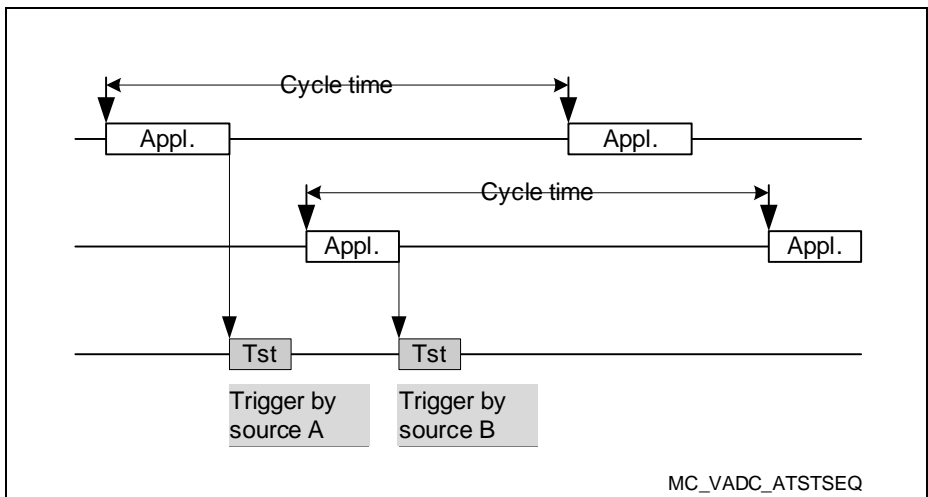 Cycle time
Appl.
Appl.
Cycle time
Appl.
Appl.
Tst
Tst
Trigger by
source A
Trigger by
source B
MC_VADC_ATSTSEQ